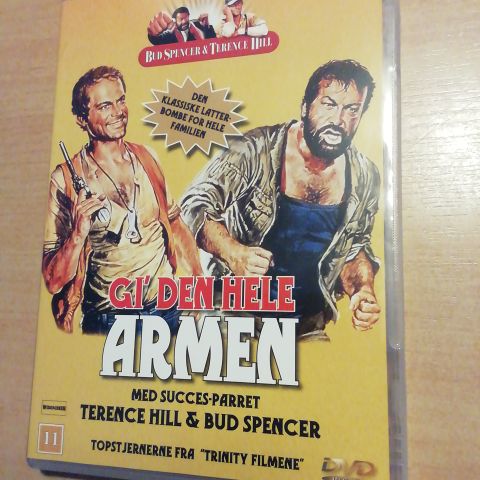 BUD SPENCER & TERENCE HILL
DEN
KLASSISKE LATTER-
BOMBE FOR HELE
FAMILIEN
GI' DEN HELE
ARMEN
MED SUCCES-PARRET
TERENCE HILL & BUD SPENCER
11
TOPSTJERNERNE FRA "TRINITY FILMENE"
DVD